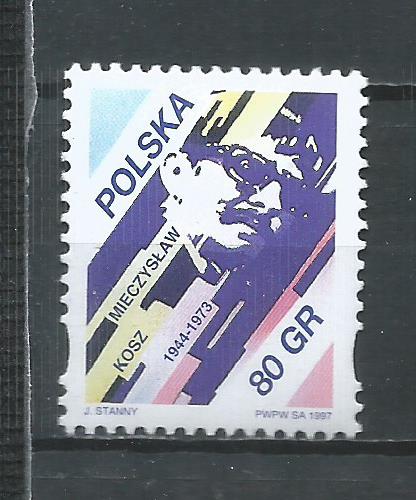 POLSKA
MIECZYSŁAW
KOSZ
1944-1973
80 GR
J. STANNY
PWPW SA 1997